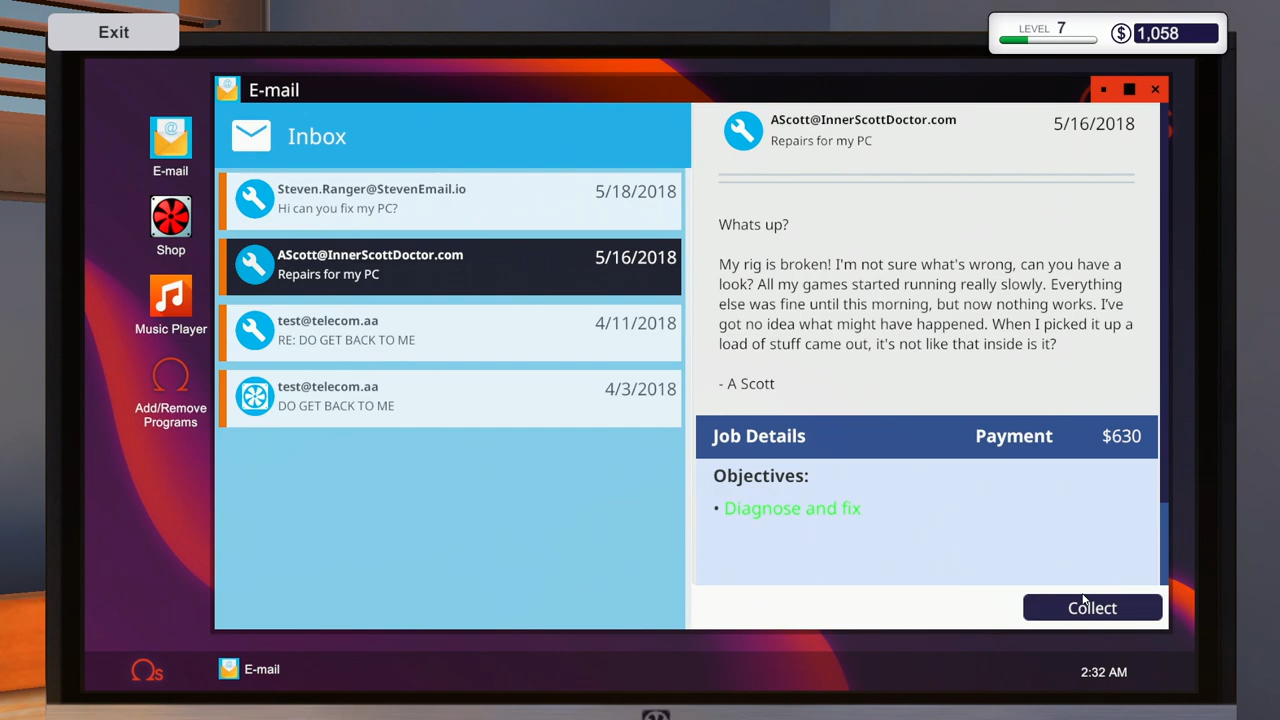 Exit
LEVEL 7
$ 1,058
E-mail
E-mail
Shop
Music Player
Add/Remove
Programs
Inbox
Steven.Ranger@StevenEmail.io
5/18/2018
Hi can you fix my PC?
AScott@InnerScottDoctor.com
5/16/2018
Repairs for my PC
test@telecom.aa
4/11/2018
RE: DO GET BACK TO ME
test@telecom.aa
4/3/2018
DO GET BACK TO ME
AScott@InnerScottDoctor.com
5/16/2018
Repairs for my PC
Whats up?
My rig is broken! I'm not sure what's wrong, can you have a
look? All my games started running really slowly. Everything
else was fine until this morning, but now nothing works. I've
got no idea what might have happened. When I picked it up a
load of stuff came out, it's not like that inside is it?
- A Scott
Job Details Payment $630
Objectives:
• Diagnose and fix
Collect
Ωs
E-mail
2:32 AM